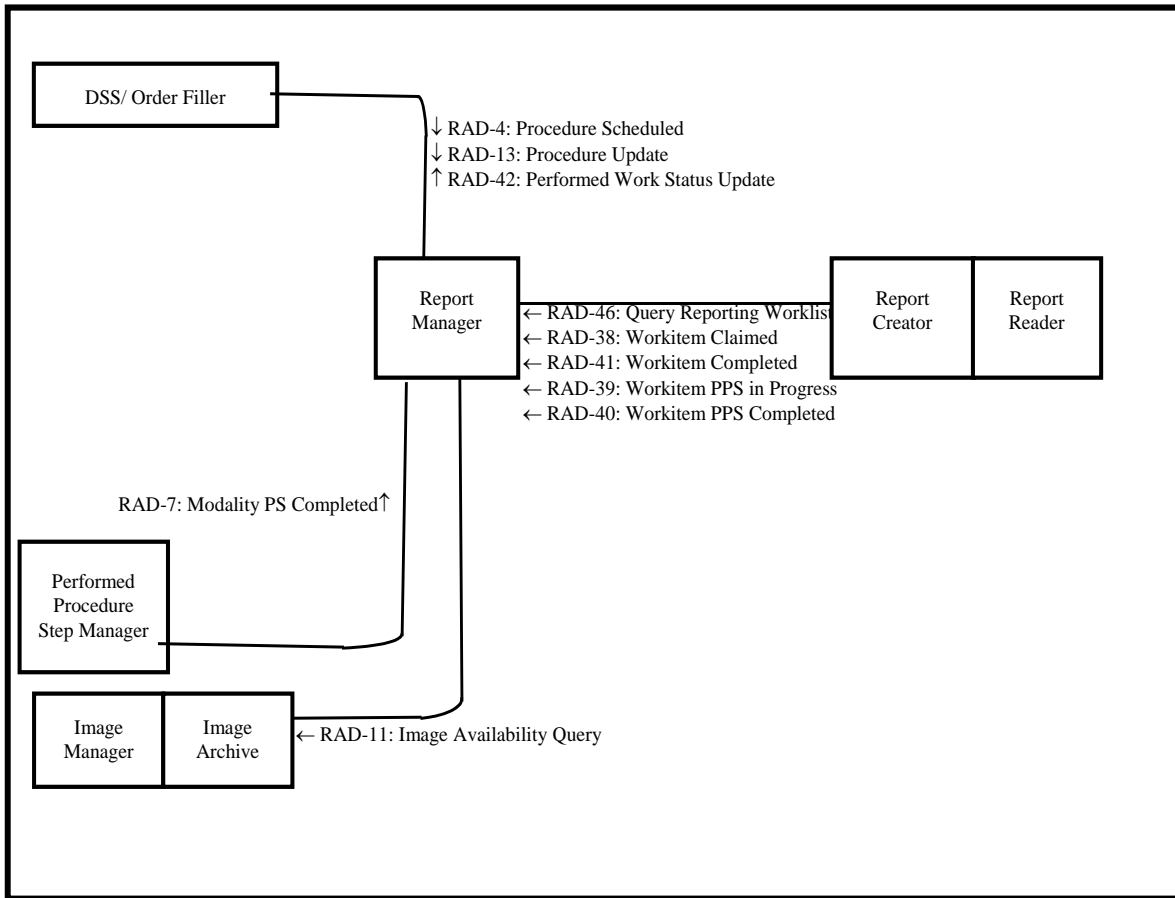 DSS/ Order Filler
↓ RAD-4: Procedure Scheduled
↓ RAD-13: Procedure Update
↑ RAD-42: Performed Work Status Update
Report
Manager
Report
Creator
Report
Reader
← RAD-46: Query Reporting Worklist
← RAD-38: Workitem Claimed
← RAD-41: Workitem Completed
← RAD-39: Workitem PPS in Progress
← RAD-40: Workitem PPS Completed
RAD-7: Modality PS Completed↑
Performed
Procedure
Step Manager
Image
Manager
Image
Archive
← RAD-11: Image Availability Query